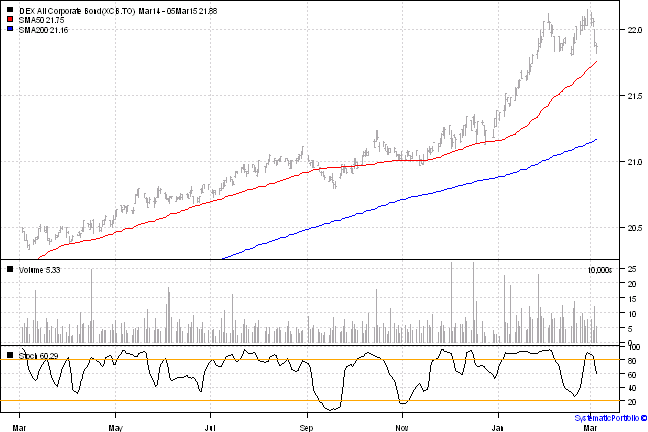 DEX All Corporate Bond(XCB.TO) Mar14 - 05Mar15 21.88
SMA50 21.75
SMA200 21.16
22.0
21.5
21.0
20.5
Volume 5.33
10,000s
25
20
15
10
5
0
Stoch 60.29
100
80
60
40
20
Mar May Jul Sep Nov Jan Mar
SystematicPortfolio ©